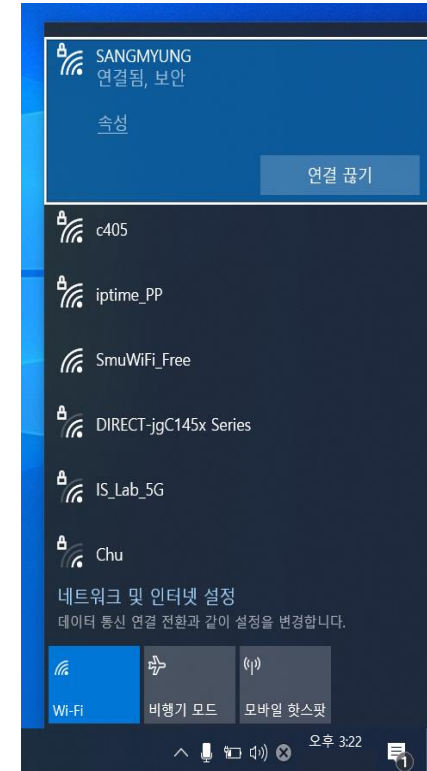 SANGMYUNG
연결됨, 보안
속성
연결 끊기
c405
iptime_PP
SmuWiFi_Free
DIRECT-jgC145x Series
IS_Lab_5G
Chu
네트워크 및 인터넷 설정
데이터 통신 연결 전환과 같이 설정을 변경합니다.
Wi-Fi 비행기 모드 모바일 핫스팟
오후 3:22
1